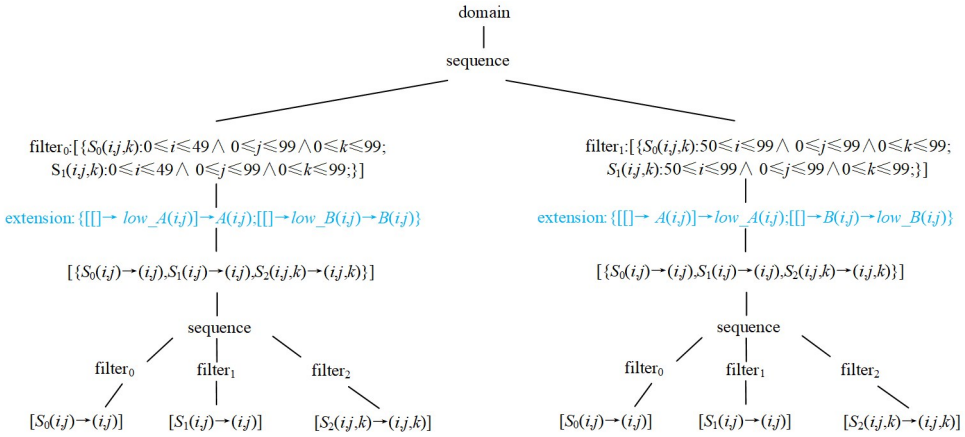 domain
sequence
filter₀:[{S₀(i,j,k):0≤i≤49∧ 0≤j≤99∧0≤k≤99;
S₁(i,j,k):0≤i≤49∧ 0≤j≤99∧0≤k≤99;}]
filter₁:[{S₀(i,j,k):50≤i≤99∧ 0≤j≤99∧0≤k≤99;
S₁(i,j,k):50≤i≤99∧ 0≤j≤99∧0≤k≤99;}]
extension:{[[]→ low_A(i,j)]→A(i,j);[[]→low_B(i,j)→B(i,j)}
extension:{[[]→ A(i,j)]→low_A(i,j);[[]→B(i,j)→low_B(i,j)}
[{S₀(i,j)→(i,j),S₁(i,j)→(i,j),S₂(i,j,k)→(i,j,k)}]
[{S₀(i,j)→(i,j),S₁(i,j)→(i,j),S₂(i,j,k)→(i,j,k)}]
sequence
sequence
filter₀
filter₁
filter₂
filter₀
filter₁
filter₂
[S₀(i,j)→(i,j)]
[S₁(i,j)→(i,j)]
[S₂(i,j,k)→(i,j,k)]
[S₀(i,j)→(i,j)]
[S₁(i,j)→(i,j)]
[S₂(i,j,k)→(i,j,k)]